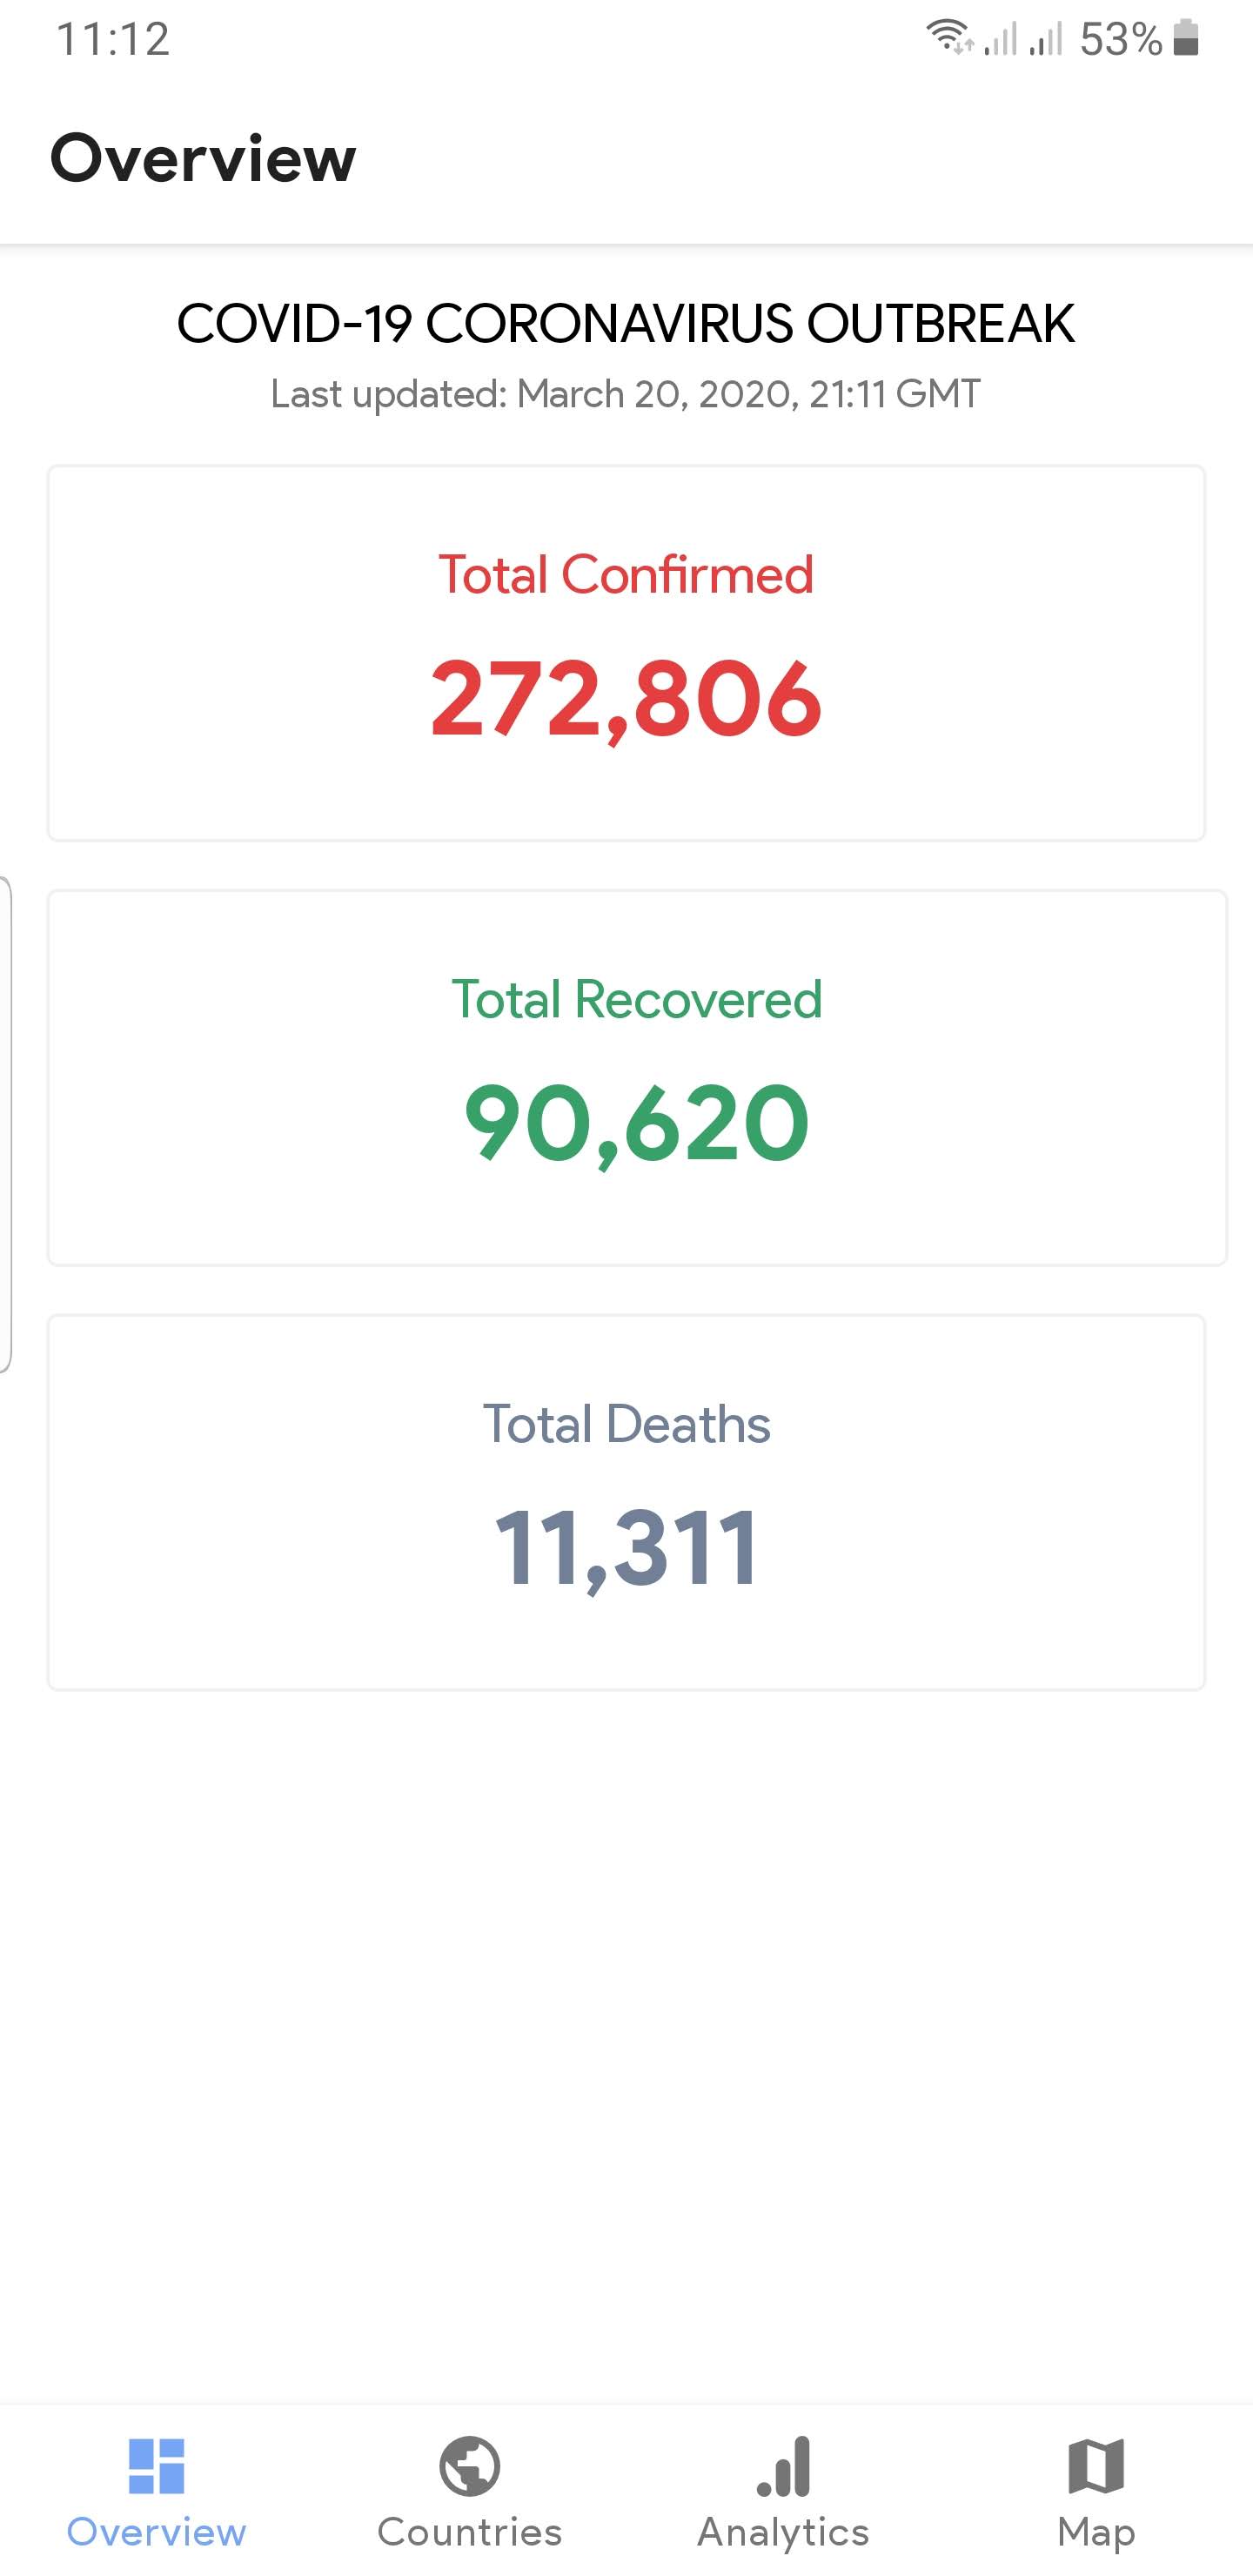 11:12 53%
Overview
COVID-19 CORONAVIRUS OUTBREAK
Last updated: March 20, 2020, 21:11 GMT
Total Confirmed
272,806
Total Recovered
90,620
Total Deaths
11,311
Overview Countries Analytics Map